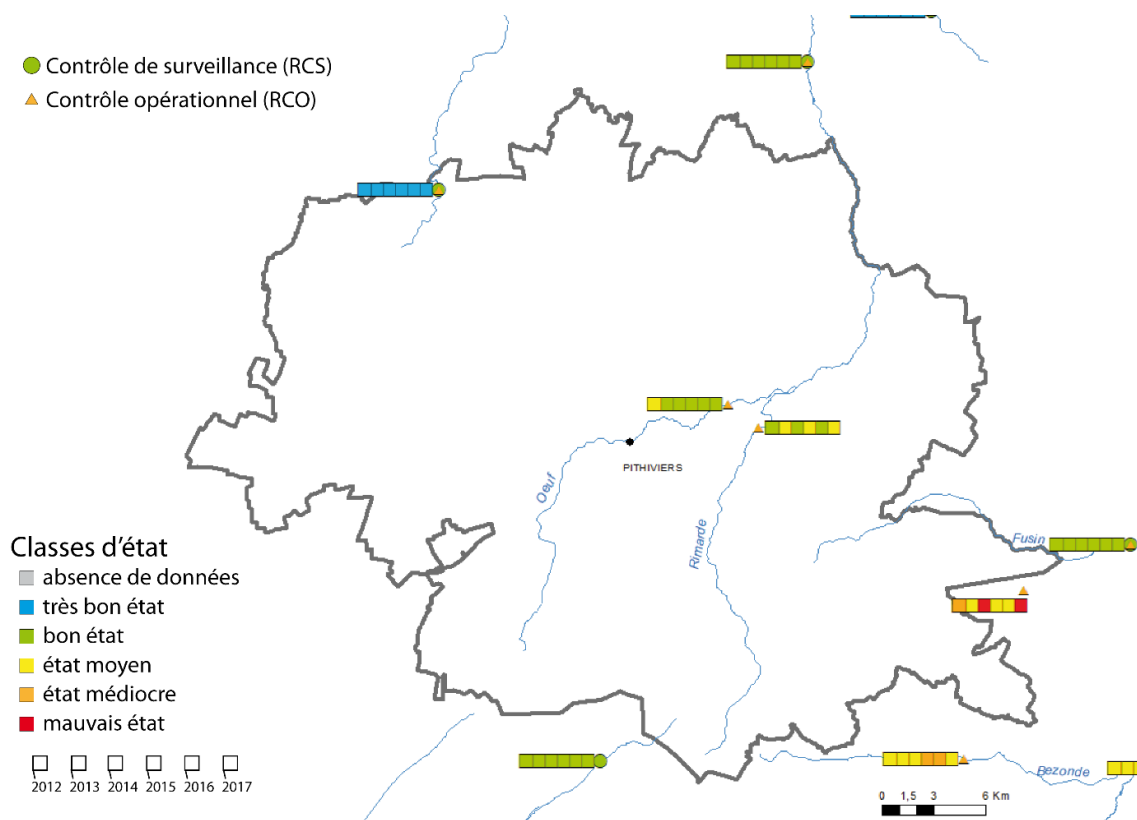 Contrôle de surveillance (RCS)
Contrôle opérationnel (RCO)
PITHIVIERS
Oeuf
Rimarde
Fusin
Classes d'état
absence de données
très bon état
bon état
état moyen
état médiocre
mauvais état
2012 2013 2014 2015 2016 2017
Bezonde
0 1,5 3 6 Km